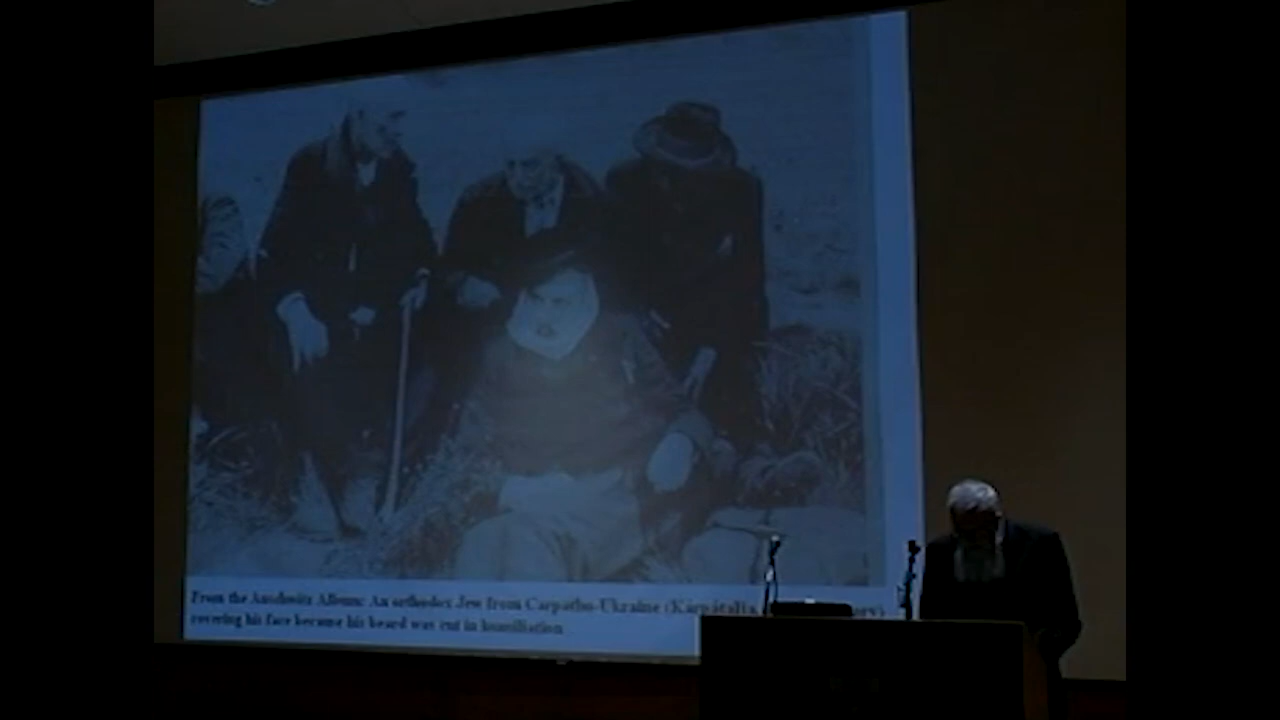 From the Auschwitz Album: An orthodox Jew from Carpatho-Ukraine (Kárpátalja,
covering his face because his beard was cut in humiliation